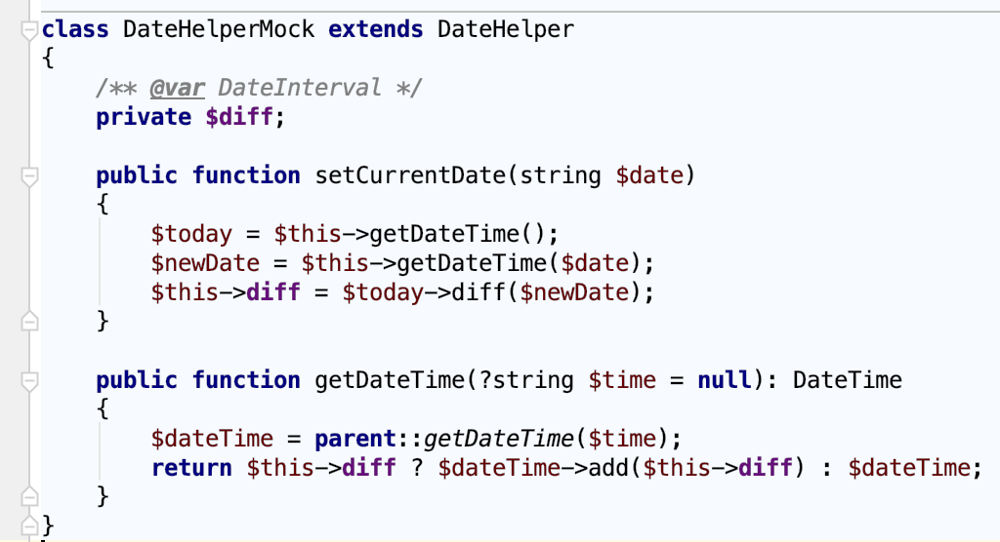 class DateHelperMock extends DateHelper
{
    /** @var DateInterval */
    private $diff;

    public function setCurrentDate(string $date)
    {
        $today = $this->getDateTime();
        $newDate = $this->getDateTime($date);
        $this->diff = $today->diff($newDate);
    }

    public function getDateTime(?string $time = null): DateTime
    {
        $dateTime = parent::getDateTime($time);
        return $this->diff ? $dateTime->add($this->diff) : $dateTime;
    }
}